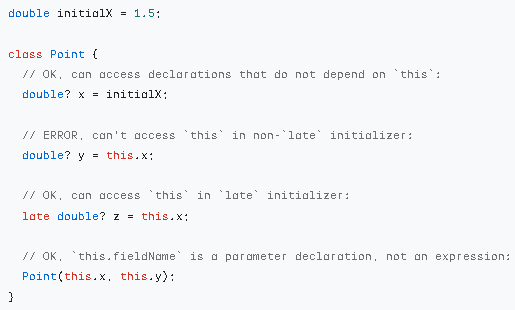 double initialX = 1.5;
class Point {
// OK, can access declarations that do not depend on `this`:
double? x = initialX;
// ERROR, can't access `this` in non-`late` initializer:
double? y = this.x;
// OK, can access `this` in `late` initializer:
late double? z = this.x;
// OK, `this.fieldName` is a parameter declaration, not an expression:
Point(this.x, this.y);
}